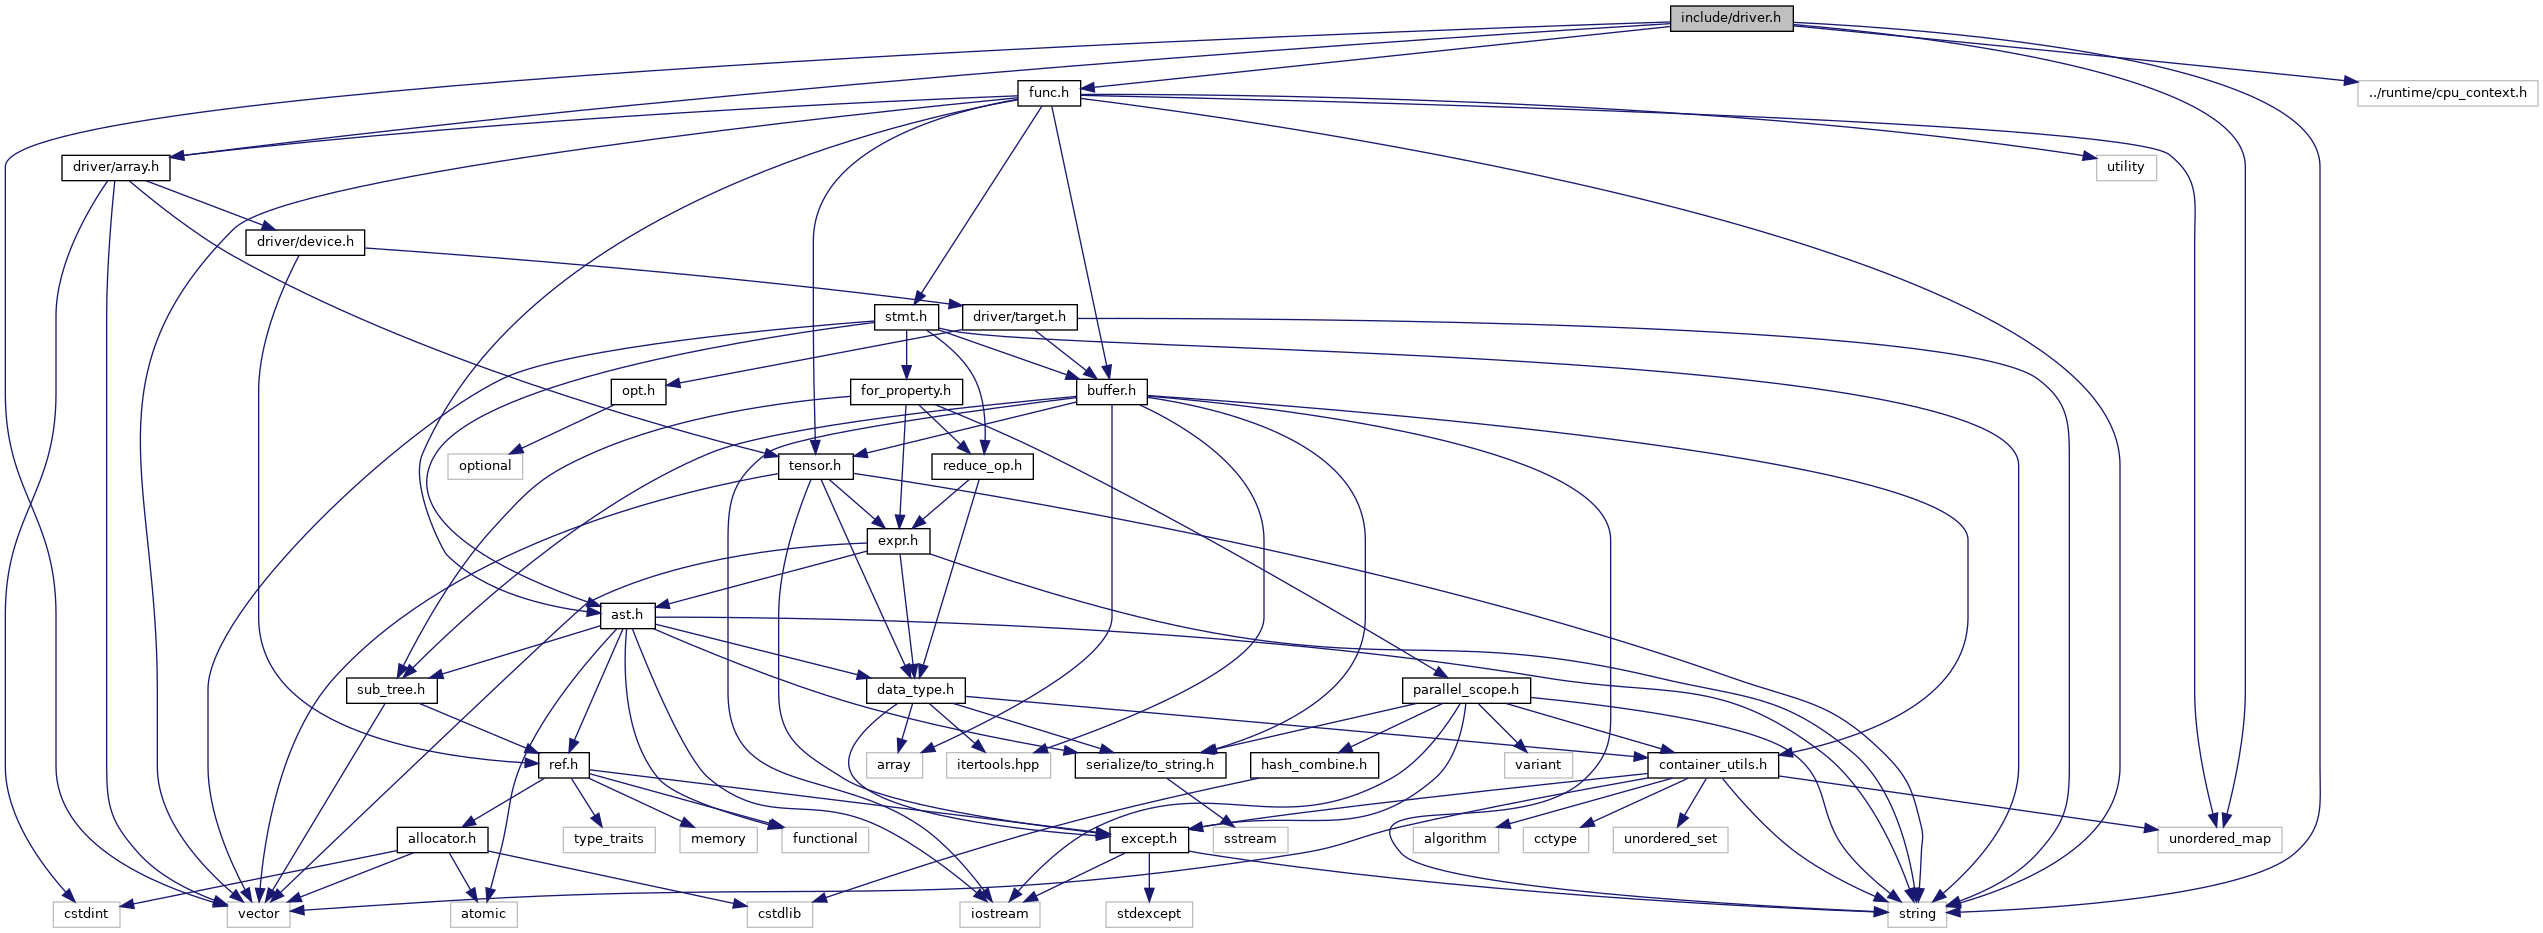 include/driver.h
func.h
../runtime/cpu_context.h
driver/array.h
utility
driver/device.h
stmt.h
driver/target.h
opt.h
for_property.h
buffer.h
optional
tensor.h
reduce_op.h
expr.h
ast.h
sub_tree.h
data_type.h
parallel_scope.h
ref.h
array
itertools.hpp
serialize/to_string.h
hash_combine.h
variant
container_utils.h
allocator.h
type_traits
memory
functional
except.h
sstream
algorithm
cctype
unordered_set
unordered_map
cstdint
vector
atomic
cstdlib
iostream
stdexcept
string